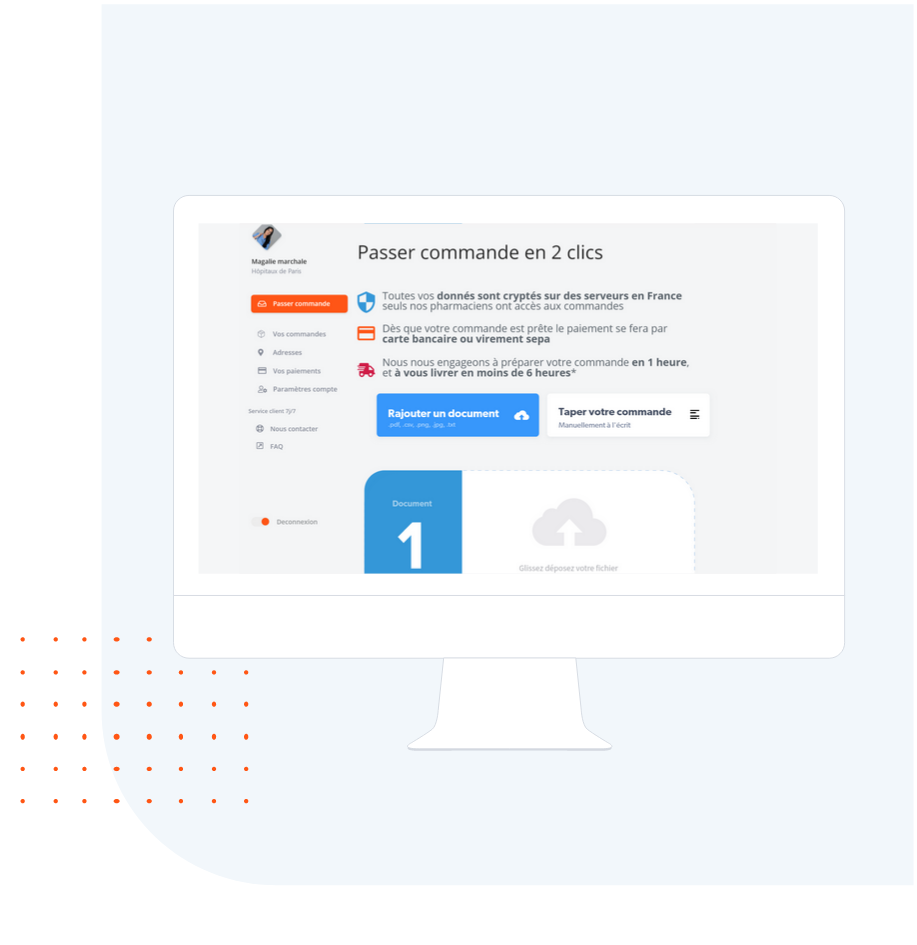 Magalie marchale
Hôpitaux de Paris
Passer commande
Vos commandes
Adresses
Vos paiements
Paramètres compte
Service client 7j/7
Nous contacter
FAQ
Deconnexion
Passer commande en 2 clics
Toutes vos donnés sont cryptés sur des serveurs en France
seuls nos pharmaciens ont accès aux commandes
Dès que votre commande est prête le paiement se fera par
carte bancaire ou virement sepa
Nous nous engageons à préparer votre commande en 1 heure,
et à vous livrer en moins de 6 heures*
Rajouter un document
.pdf, .csv, .png, .jpg, .txt
Taper votre commande
Manuellement à l'écrit
Document
1
Glissez déposez votre fichier